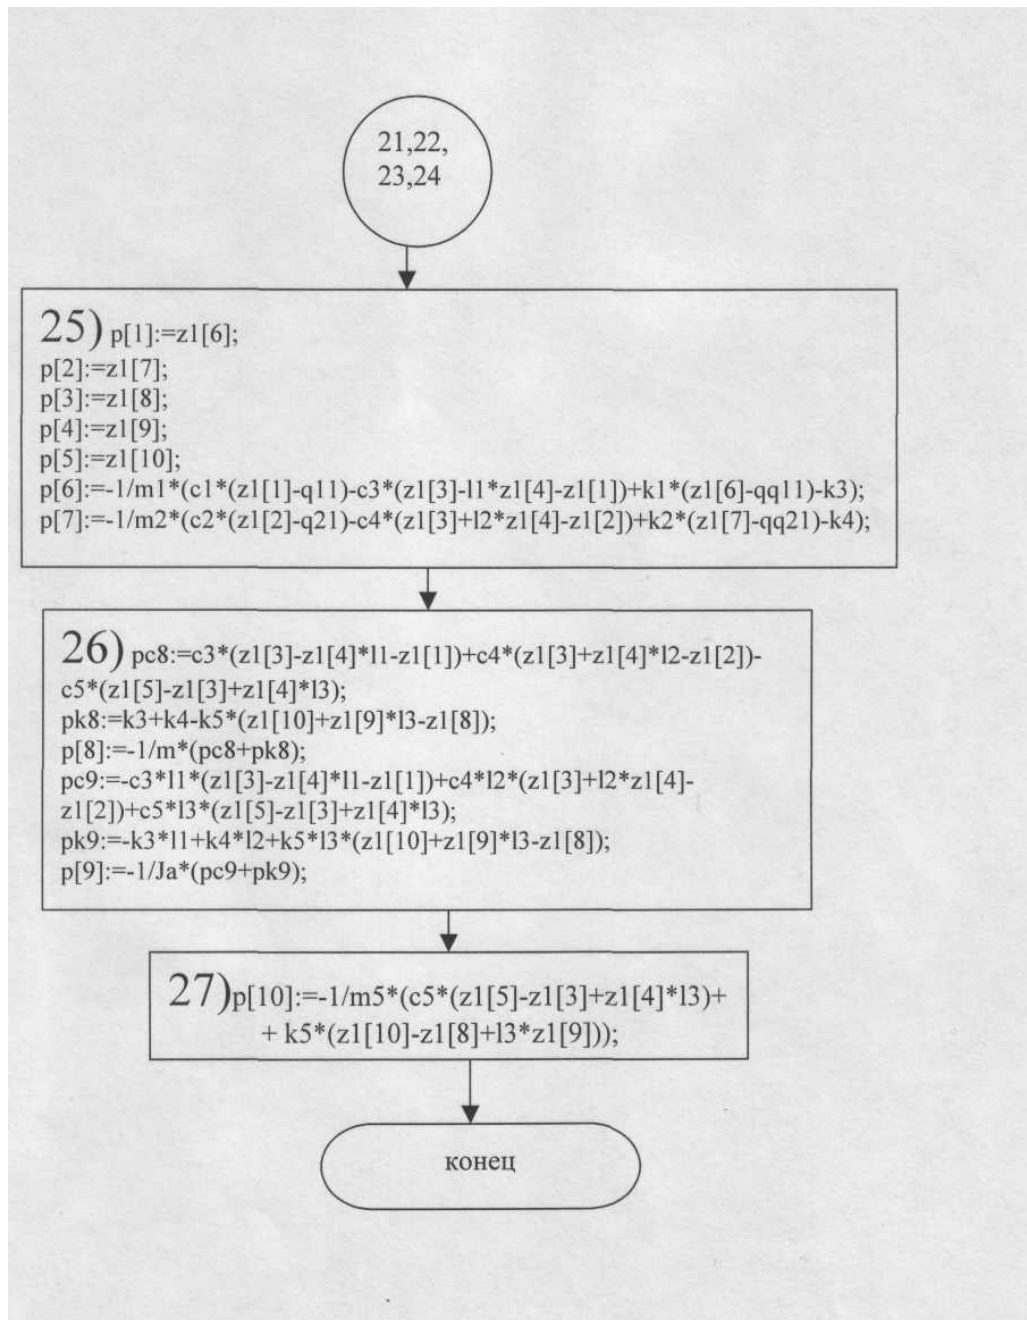 21,22,
23,24
25) p[1]:=z1[6];
p[2]:=z1[7];
p[3]:=z1[8];
p[4]:=z1[9];
p[5]:=z1[10];
p[6]:=-1/m1*(c1*(z1[1]-q11)-c3*(z1[3]-l1*z1[4]-z1[1])+k1*(z1[6]-qq11)-k3);
p[7]:=-1/m2*(c2*(z1[2]-q21)-c4*(z1[3]+l2*z1[4]-z1[2])+k2*(z1[7]-qq21)-k4);
26) pc8:=c3*(z1[3]-z1[4]*l1-z1[1])+c4*(z1[3]+z1[4]*l2-z1[2])-
c5*(z1[5]-z1[3]+z1[4]*l3);
pk8:=k3+k4-k5*(z1[10]+z1[9]*l3-z1[8]);
p[8]:=-1/m*(pc8+pk8);
pc9:=-c3*l1*(z1[3]-z1[4]*l1-z1[1])+c4*l2*(z1[3]+l2*z1[4]-
z1[2])+c5*l3*(z1[5]-z1[3]+z1[4]*l3);
pk9:=-k3*l1+k4*l2+k5*l3*(z1[10]+z1[9]*l3-z1[8]);
p[9]:=-1/Ja*(pc9+pk9);
27)p[10]:=-1/m5*(c5*(z1[5]-z1[3]+z1[4]*l3)+
+ k5*(z1[10]-z1[8]+l3*z1[9]));
конец